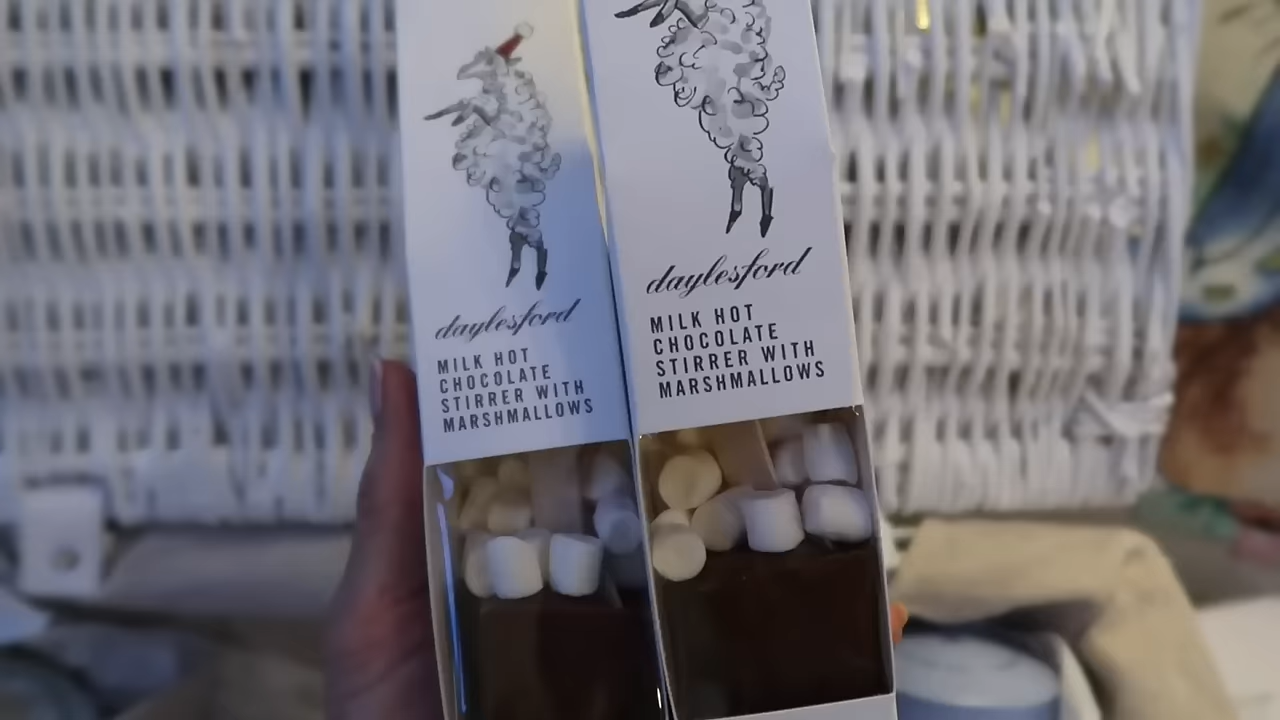 daylesford
MILK HOT
CHOCOLATE
STIRRER WITH
MARSHMALLOWS
daylesford
MILK HOT
CHOCOLATE
STIRRER WITH
MARSHMALLOWS